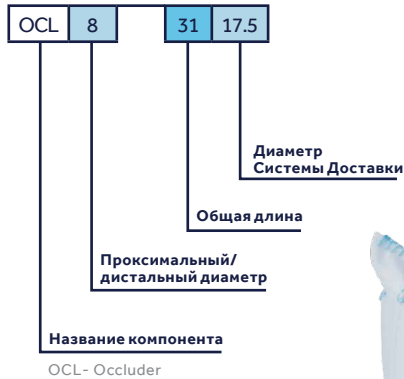 OCL 8 31 17.5
Диаметр
Системы Доставки
Общая длина
Проксимальный/
дистальный диаметр
Название компонента
OCL- Occluder